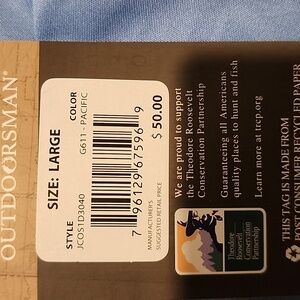 OUTDOORSMAN®
SIZE: LARGE
STYLE
JCOS1D3040
COLOR
G611 - PACIFIC
7 96129 67596 9
MANUFACTURER'S
SUGGESTED RETAIL PRICE
$ 50.00
We are proud to support
the Theodore Roosevelt
Conservation Partnership
Guaranteeing all Americans
quality places to hunt and fish
Learn more at trcp.org
Theodore
Roosevelt
Conservation
Partnership
THIS TAG IS MADE FROM
POST-CONSUMER RECYCLED PAPER